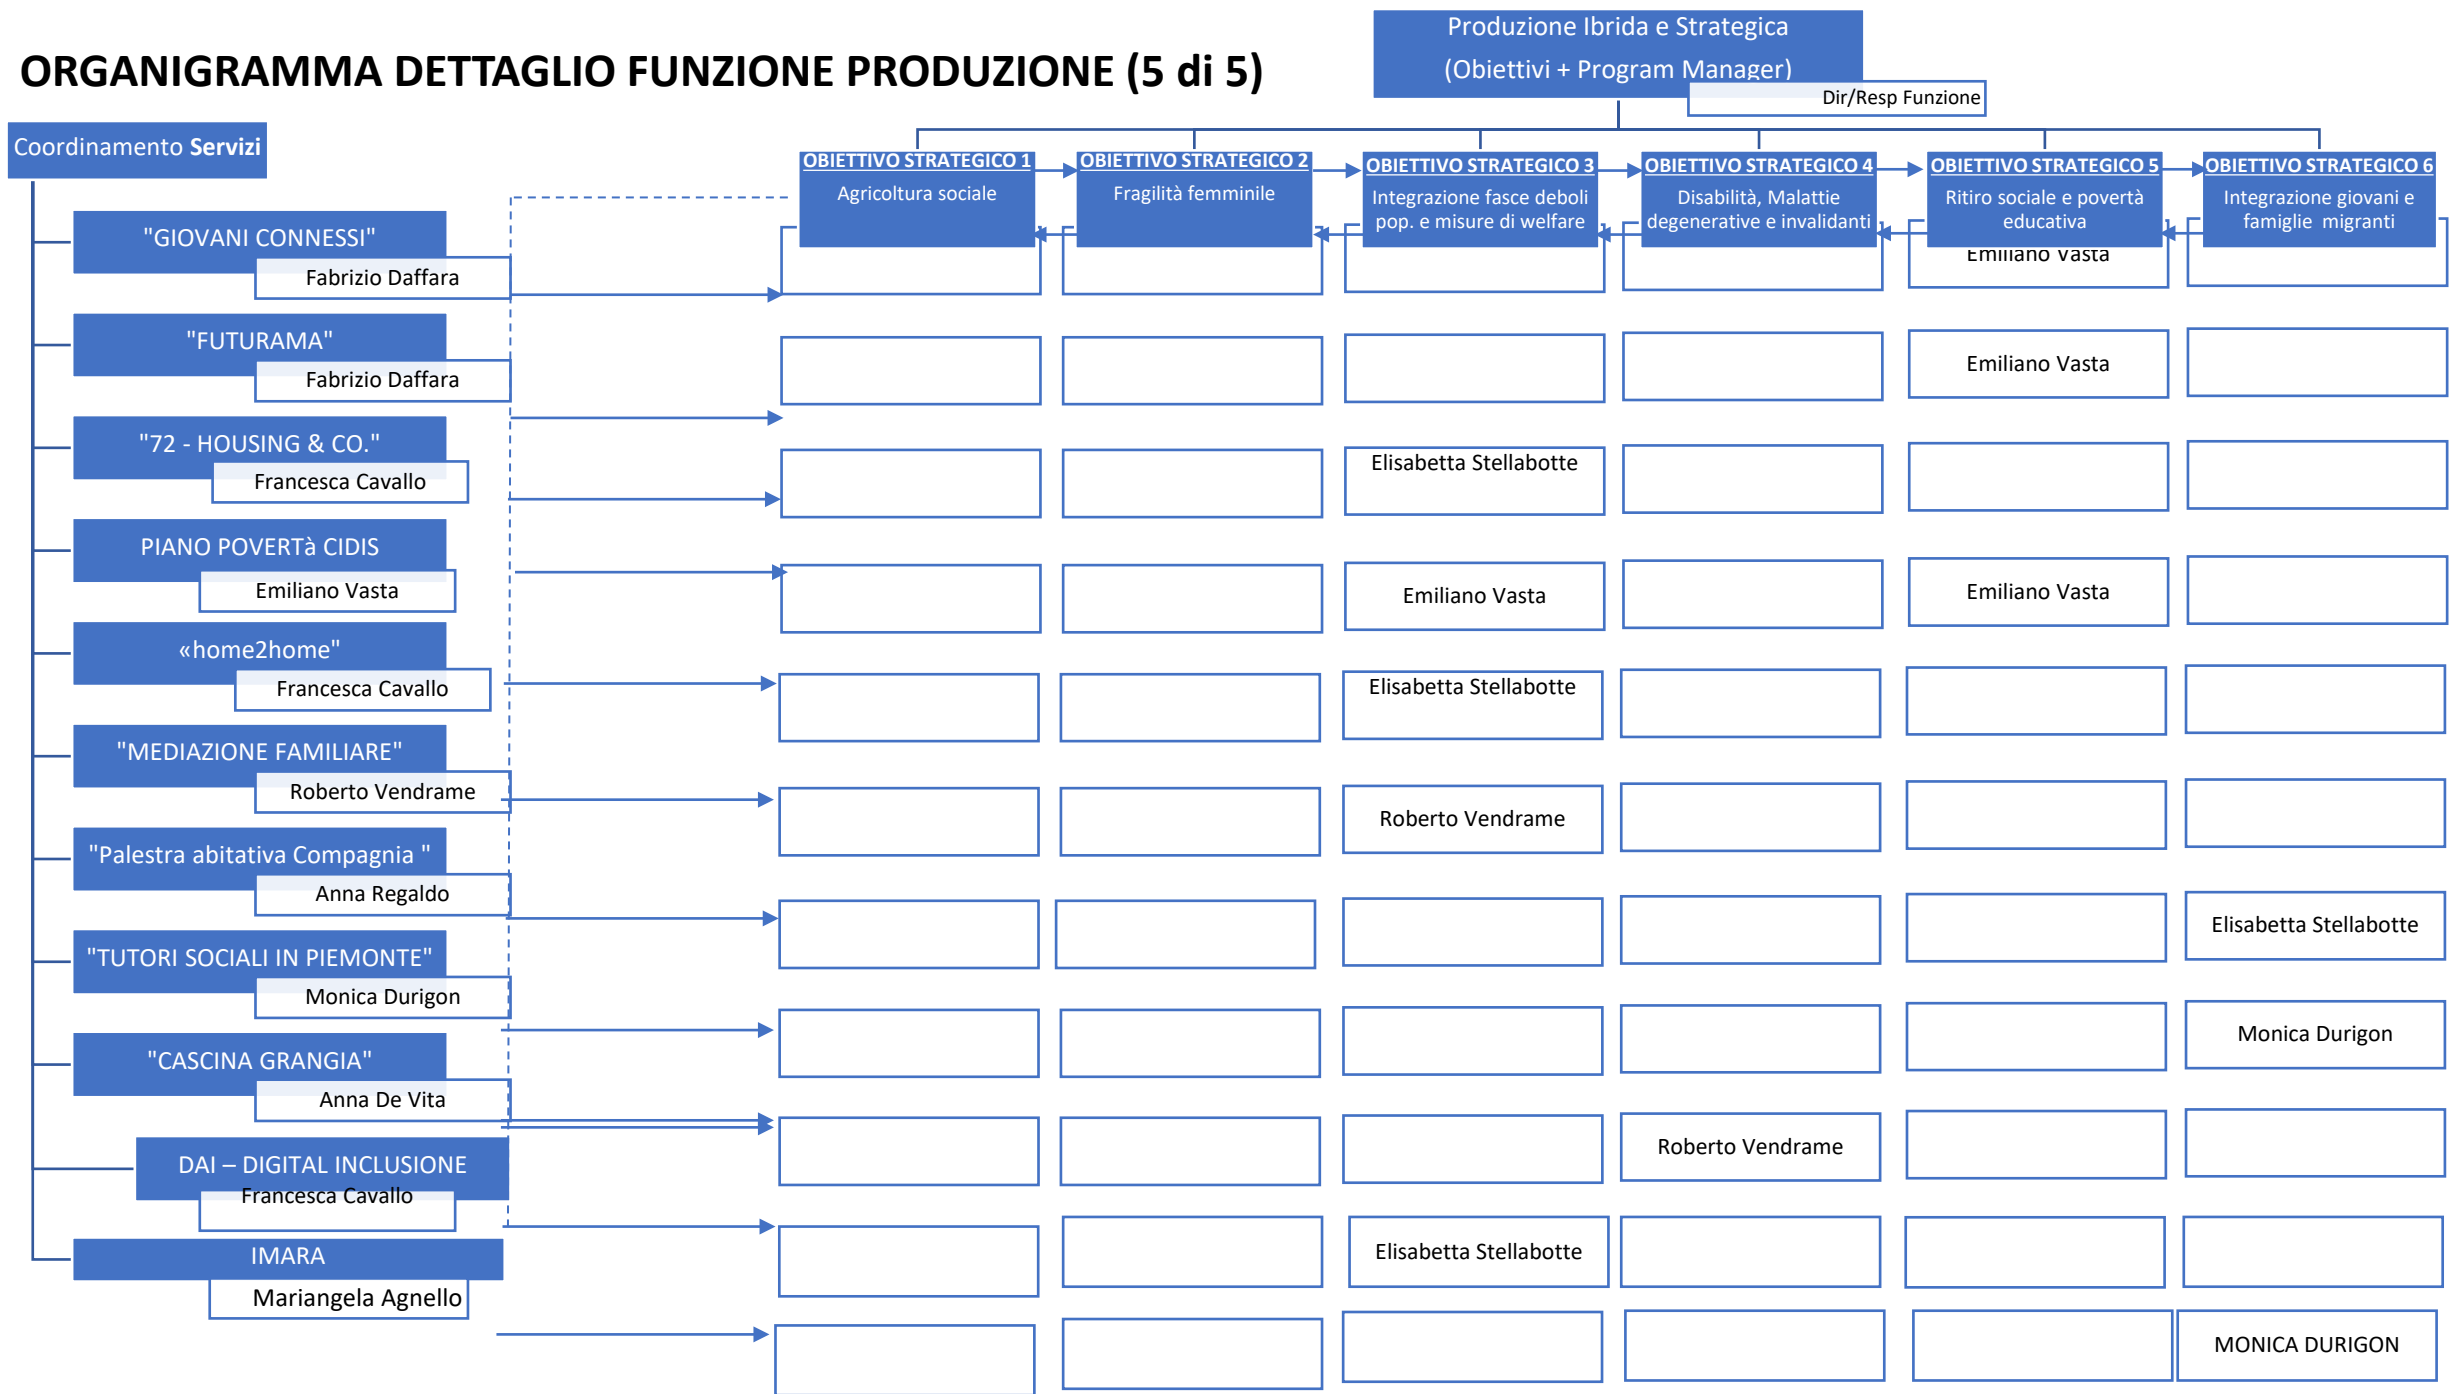 ORGANIGRAMMA DETTAGLIO FUNZIONE PRODUZIONE (5 di 5)
Produzione Ibrida e Strategica
(Obiettivi + Program Manager)
Dir/Resp Funzione
Coordinamento Servizi
OBIETTIVO STRATEGICO 1
Agricoltura sociale
OBIETTIVO STRATEGICO 2
Fragilità femminile
OBIETTIVO STRATEGICO 3
Integrazione fasce deboli
pop. e misure di welfare
OBIETTIVO STRATEGICO 4
Disabilità, Malattie
degenerative e invalidanti
OBIETTIVO STRATEGICO 5
Ritiro sociale e povertà
educativa
OBIETTIVO STRATEGICO 6
Integrazione giovani e
famiglie  migranti
"GIOVANI CONNESSI"
Fabrizio Daffara
Emiliano Vasta
"FUTURAMA"
Fabrizio Daffara
Emiliano Vasta
"72 - HOUSING & CO."
Francesca Cavallo
Elisabetta Stellabotte
PIANO POVERTà CIDIS
Emiliano Vasta
Emiliano Vasta
Emiliano Vasta
«home2home"
Francesca Cavallo
Elisabetta Stellabotte
"MEDIAZIONE FAMILIARE"
Roberto Vendrame
Roberto Vendrame
"Palestra abitativa Compagnia "
Anna Regaldo
Elisabetta Stellabotte
"TUTORI SOCIALI IN PIEMONTE"
Monica Durigon
Monica Durigon
"CASCINA GRANGIA"
Anna De Vita
Roberto Vendrame
DAI – DIGITAL INCLUSIONE
Francesca Cavallo
Elisabetta Stellabotte
IMARA
Mariangela Agnello
MONICA DURIGON